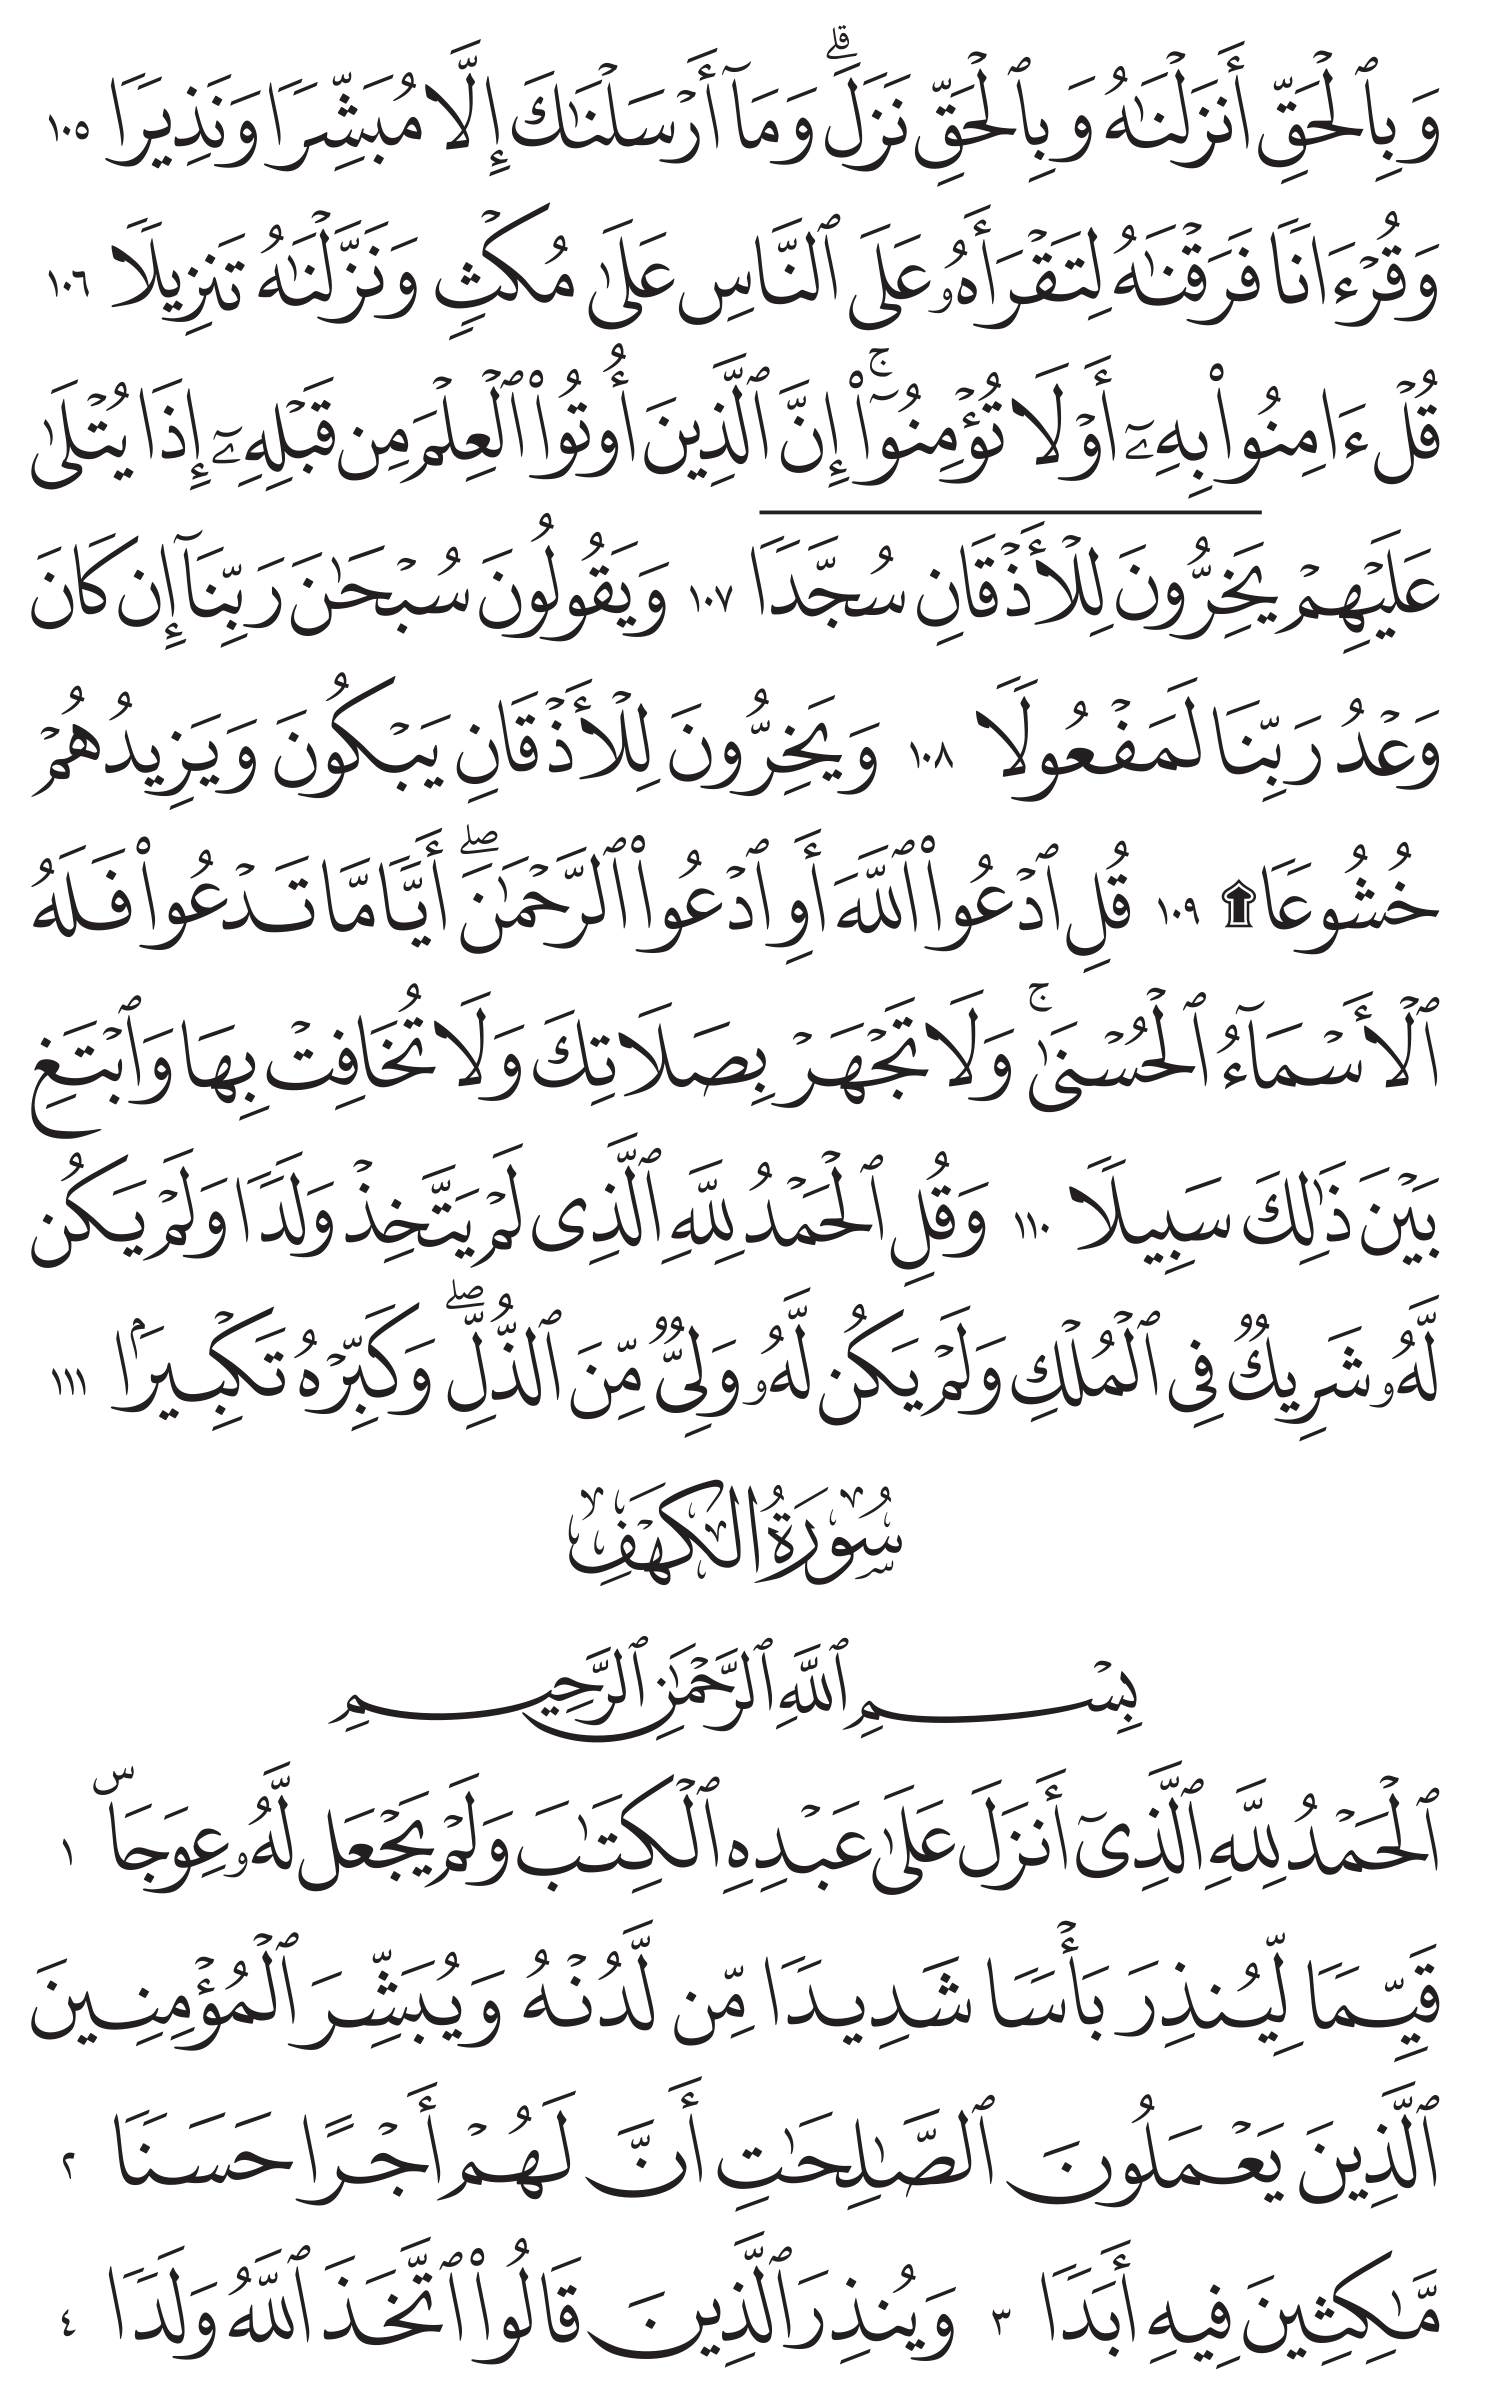 وَبِٱلْحَقِّ أَنزَلْنَـٰهُ وَبِٱلْحَقِّ نَزَلَ ۗ وَمَآ أَرْسَلْنَـٰكَ إِلَّا مُبَشِّرًا وَنَذِيرًا ١٠٥
وَقُرْءَانًا فَرَقْنَـٰهُ لِتَقْرَأَهُۥ عَلَى ٱلنَّاسِ عَلَىٰ مُكْثٍ وَنَزَّلْنَـٰهُ تَنزِيلًا ١٠٦
قُلْ ءَامِنُوا۟ بِهِۦٓ أَوْ لَا تُؤْمِنُوٓا۟ ۚ إِنَّ ٱلَّذِينَ أُوتُوا۟ ٱلْعِلْمَ مِن قَبْلِهِۦٓ إِذَا يُتْلَىٰ
عَلَيْهِمْ يَخِرُّونَ لِلْأَذْقَانِ سُجَّدًا ١٠٧ وَيَقُولُونَ سُبْحَـٰنَ رَبِّنَآ إِن كَانَ
وَعْدُ رَبِّنَا لَمَفْعُولًا ١٠٨ وَيَخِرُّونَ لِلْأَذْقَانِ يَبْكُونَ وَيَزِيدُهُمْ
خُشُوعًا ۩ ١٠٩ قُلِ ٱدْعُوا۟ ٱللَّهَ أَوِ ٱدْعُوا۟ ٱلرَّحْمَـٰنَ ۖ أَيًّا مَّا تَدْعُوا۟ فَلَهُ
ٱلْأَسْمَآءُ ٱلْحُسْنَىٰ ۚ وَلَا تَجْهَرْ بِصَلَاتِكَ وَلَا تُخَافِتْ بِهَا وَٱبْتَغِ
بَيْنَ ذَٰلِكَ سَبِيلًا ١١٠ وَقُلِ ٱلْحَمْدُ لِلَّهِ ٱلَّذِى لَمْ يَتَّخِذْ وَلَدًا وَلَمْ يَكُن
لَّهُۥ شَرِيكٌ فِى ٱلْمُلْكِ وَلَمْ يَكُن لَّهُۥ وَلِىٌّ مِّنَ ٱلذُّلِّ ۖ وَكَبِّرْهُ تَكْبِيرًۢا ١١١
سُورَةُ الْكَهْفِ
بِسْمِ ٱللَّهِ ٱلرَّحْمَـٰنِ ٱلرَّحِيمِ
ٱلْحَمْدُ لِلَّهِ ٱلَّذِىٓ أَنزَلَ عَلَىٰ عَبْدِهِ ٱلْكِتَـٰبَ وَلَمْ يَجْعَل لَّهُۥ عِوَجَاۜ ١
قَيِّمًا لِّيُنذِرَ بَأْسًا شَدِيدًا مِّن لَّدُنْهُ وَيُبَشِّرَ ٱلْمُؤْمِنِينَ
ٱلَّذِينَ يَعْمَلُونَ ٱلصَّـٰلِحَـٰتِ أَنَّ لَهُمْ أَجْرًا حَسَنًا ٢
مَّـٰكِثِينَ فِيهِ أَبَدًا ٣ وَيُنذِرَ ٱلَّذِينَ قَالُوا۟ ٱتَّخَذَ ٱللَّهُ وَلَدًا ٤